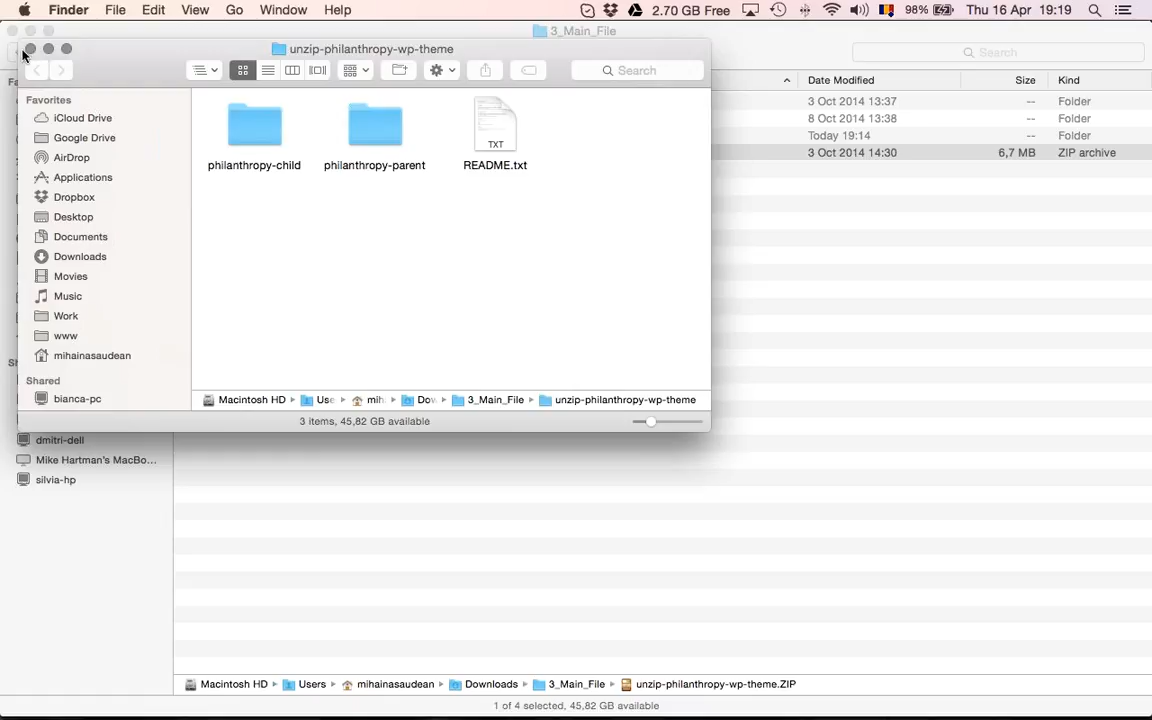 Finder File Edit View Go Window Help 2.70 GB Free 98% Thu 16 Apr 19:19
3_Main_File
unzip-philanthropy-wp-theme
Search
Search
Favorites
iCloud Drive
Google Drive
AirDrop
Applications
Dropbox
Desktop
Documents
Downloads
Movies
Music
Work
www
mihainasaudean
Shared
bianca-pc
philanthropy-child philanthropy-parent TXT README.txt
Macintosh HD Use mih Dow 3_Main_File unzip-philanthropy-wp-theme
3 items, 45,82 GB available
Date Modified Size Kind
3 Oct 2014 13:37 -- Folder
8 Oct 2014 13:38 -- Folder
Today 19:14 -- Folder
3 Oct 2014 14:30 6,7 MB ZIP archive
dmitri-dell
Mike Hartman's MacBo...
silvia-hp
Macintosh HD Users mihainasaudean Downloads 3_Main_File unzip-philanthropy-wp-theme.ZIP
1 of 4 selected, 45,82 GB available